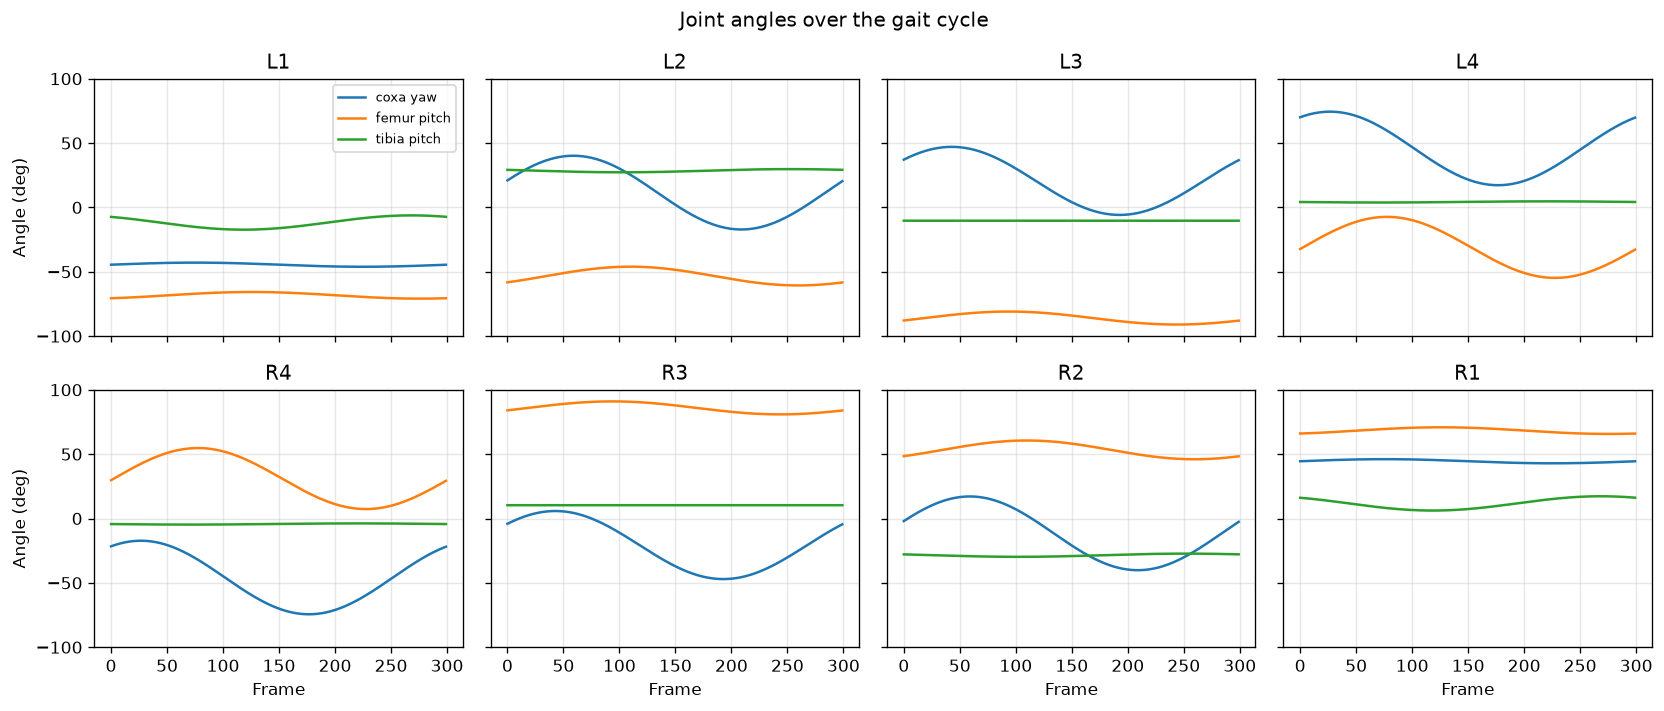 Joint angles over the gait cycle
L1
L2
L3
L4
coxa yaw
femur pitch
tibia pitch
Angle (deg)
100
50
0
−50
−100
R4
R3
R2
R1
Angle (deg)
100
50
0
−50
−100
0 50 100 150 200 250 300
0 50 100 150 200 250 300
0 50 100 150 200 250 300
0 50 100 150 200 250 300
Frame
Frame
Frame
Frame